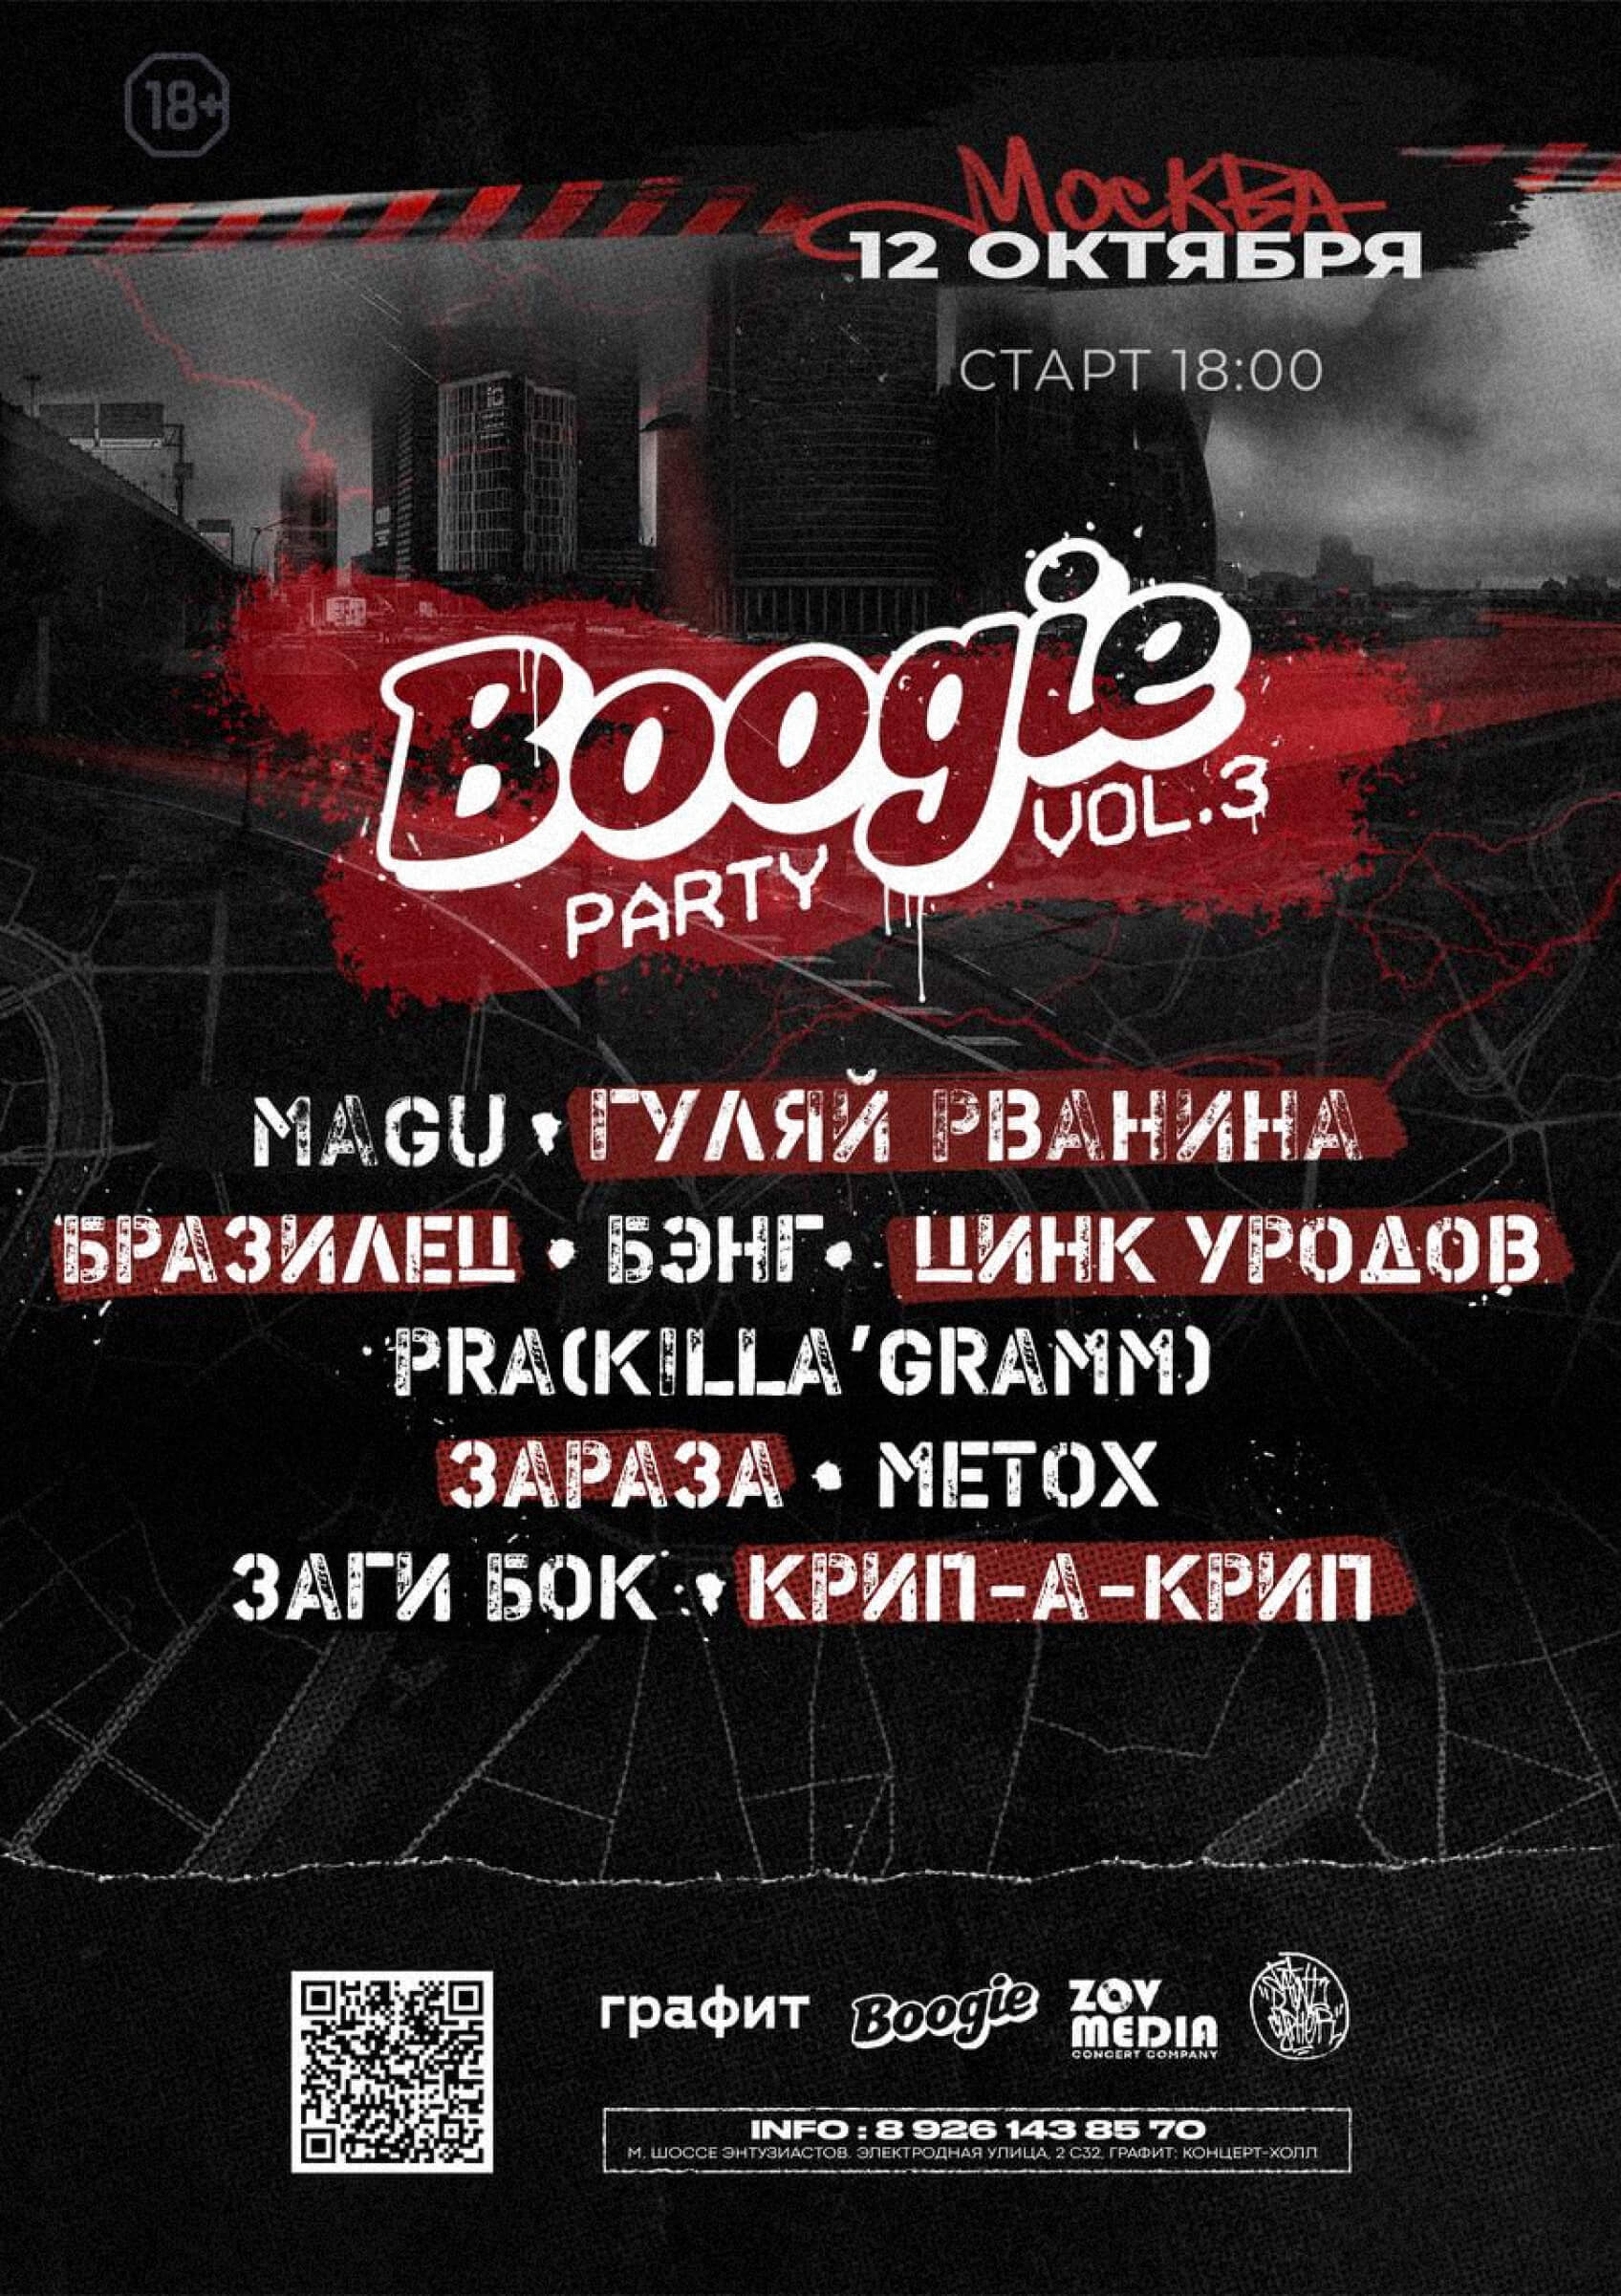 18+
Москва
12 ОКТЯБРЯ
СТАРТ 18:00
Boogie
VOL.3
PARTY
MAGU • ГУЛЯЙ РВАНИНА
БРАЗИЛЕЦ • БЭНГ • ЦИНК УРОДОВ
PRA(KILLA'GRAMM)
ЗАРАЗА • МЕТОХ
ЗАГИ БОК • КРИП-А-КРИП
графит Boogie ZOV
MEDIA
CONCERT COMPANY
INFO : 8 926 143 85 70
М. ШОССЕ ЭНТУЗИАСТОВ. ЭЛЕКТРОДНАЯ УЛИЦА, 2 С32, ГРАФИТ: КОНЦЕРТ-ХОЛЛ